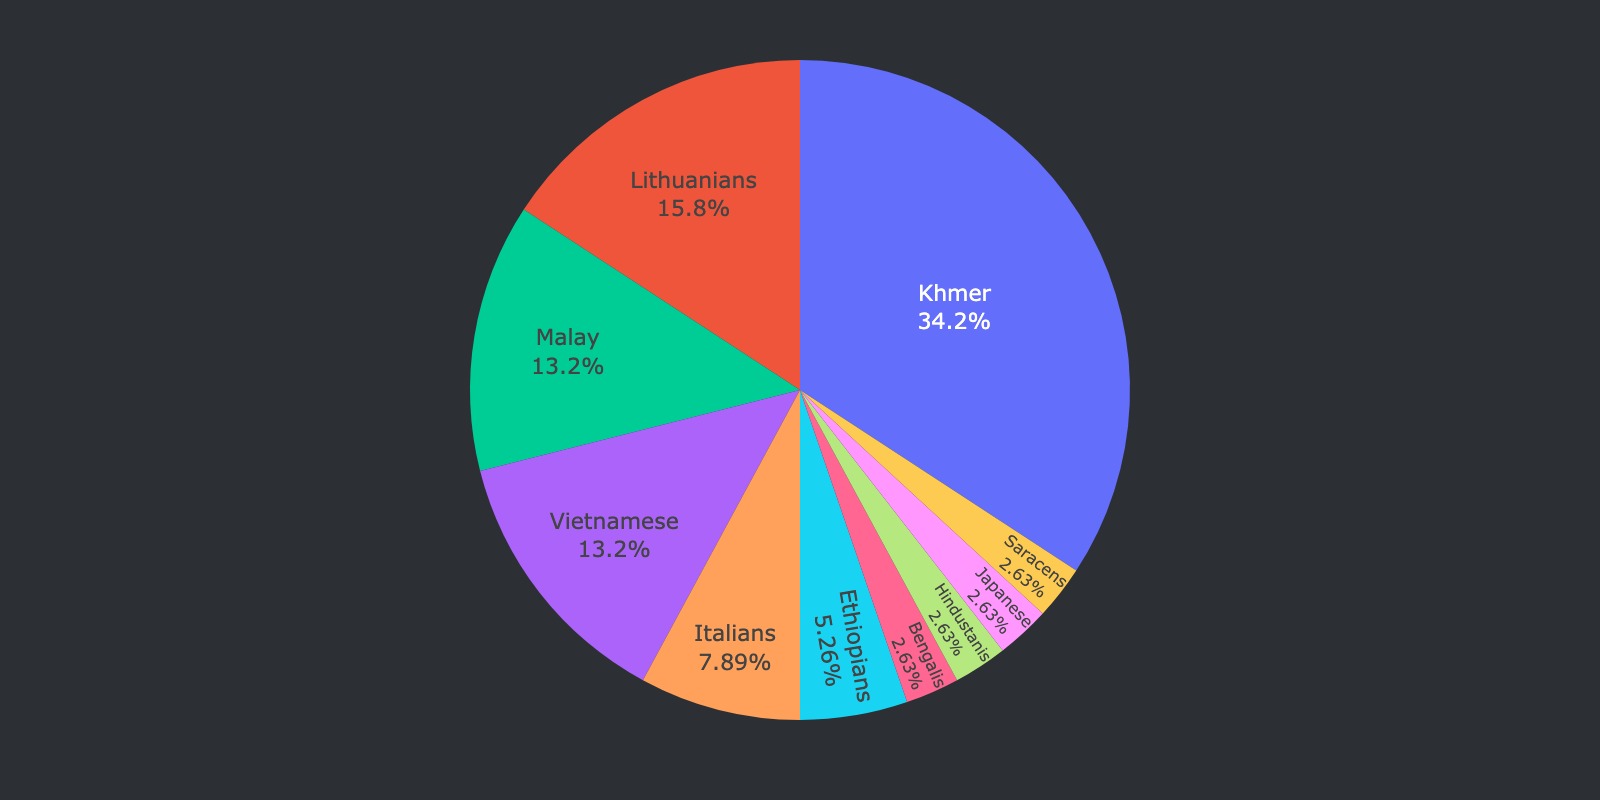 Lithuanians
15.8%
Khmer
34.2%
Malay
13.2%
Vietnamese
13.2%
Italians
7.89%
Ethiopians
5.26%
Bengalis
2.63%
Hindustanis
2.63%
Japanese
2.63%
Saracens
2.63%